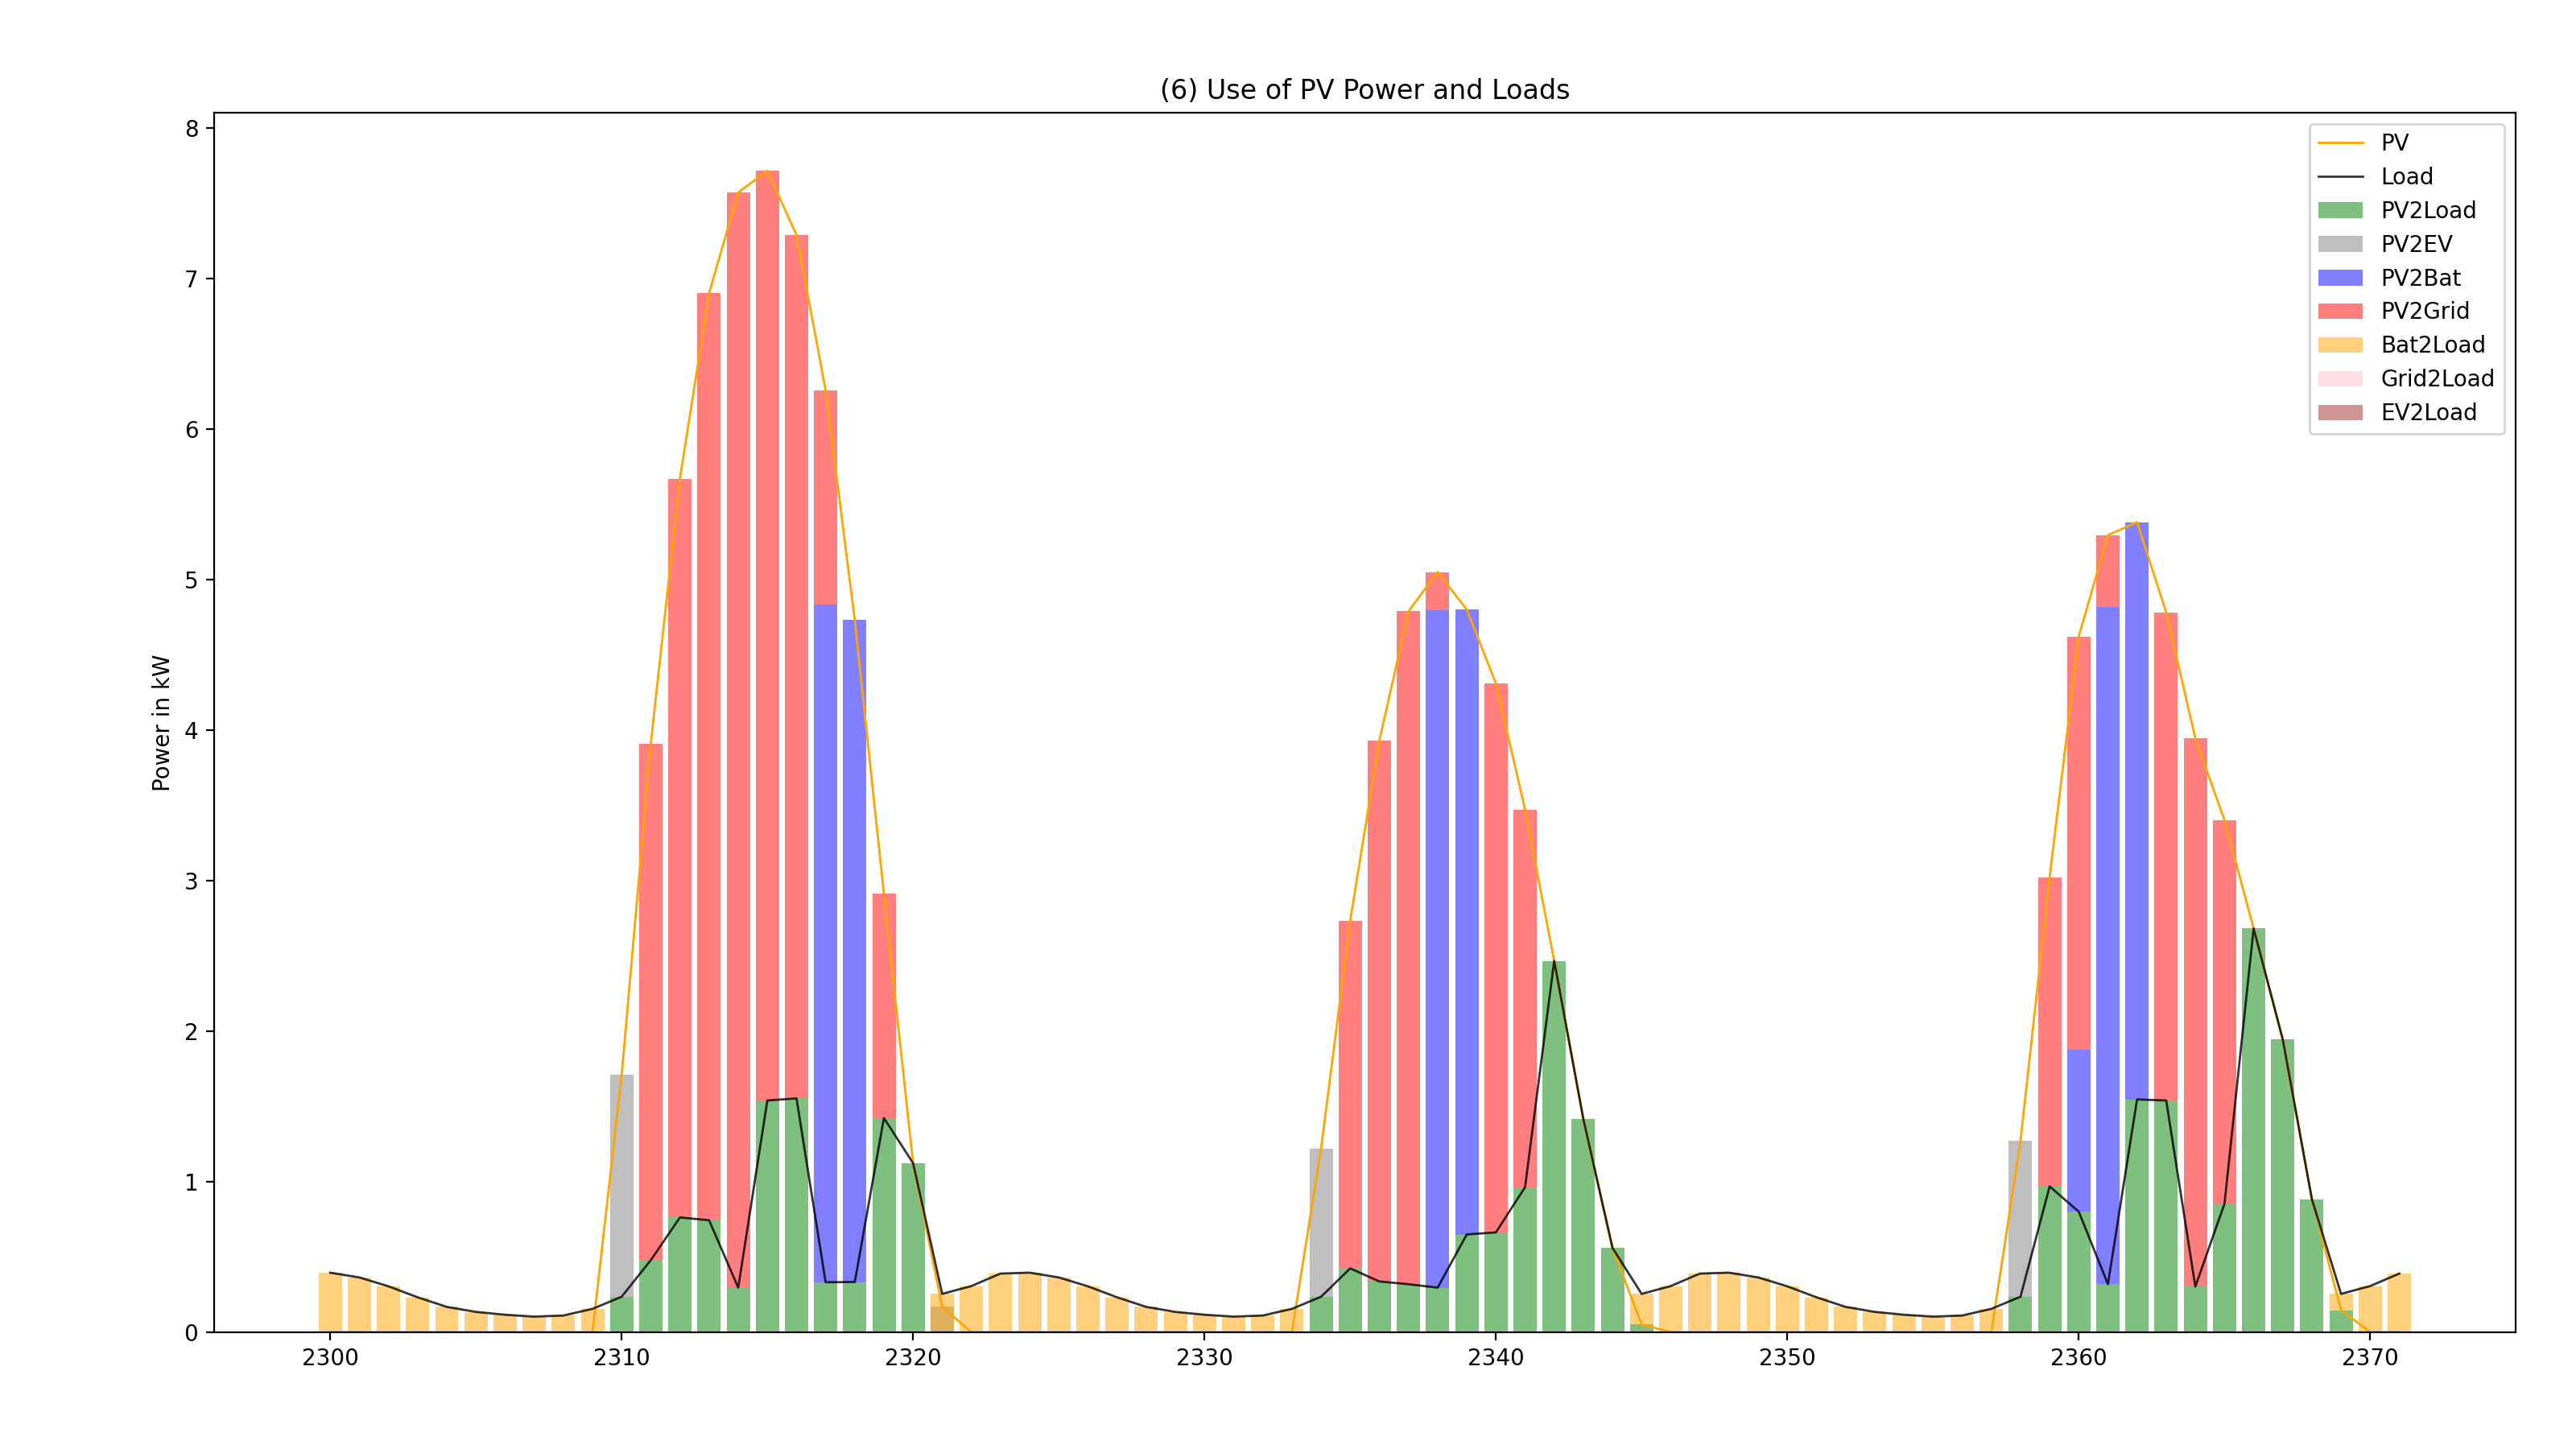 (6) Use of PV Power and Loads
8
7
6
5
4
3
2
1
0
Power in kW
PV
Load
PV2Load
PV2EV
PV2Bat
PV2Grid
Bat2Load
Grid2Load
EV2Load
2300
2310
2320
2330
2340
2350
2360
2370